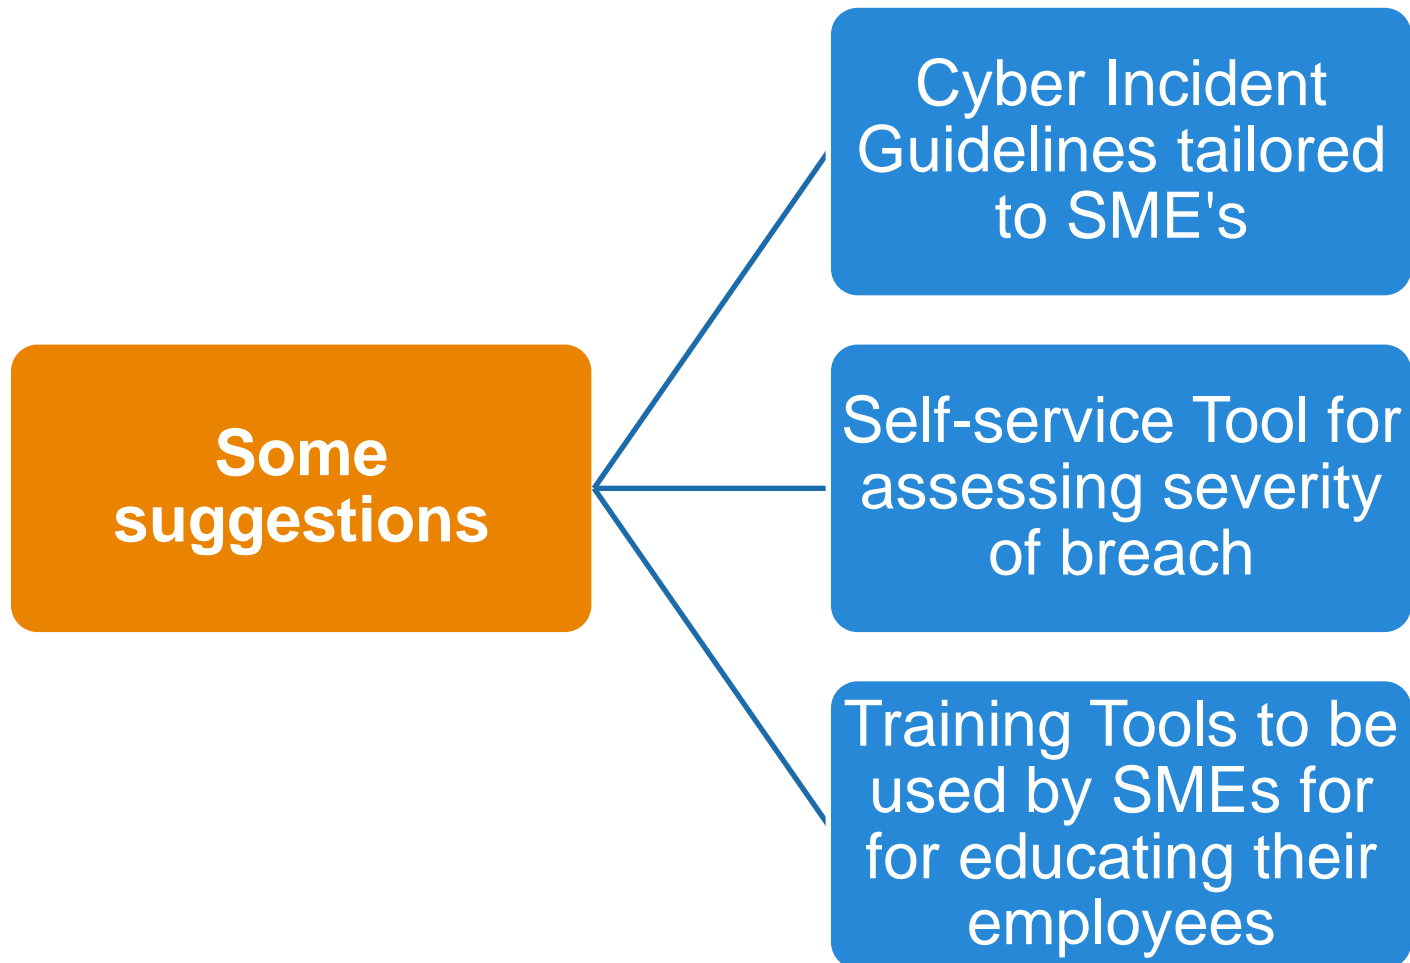 Some
suggestions
Cyber Incident
Guidelines tailored
to SME's
Self-service Tool for
assessing severity
of breach
Training Tools to be
used by SMEs for
for educating their
employees